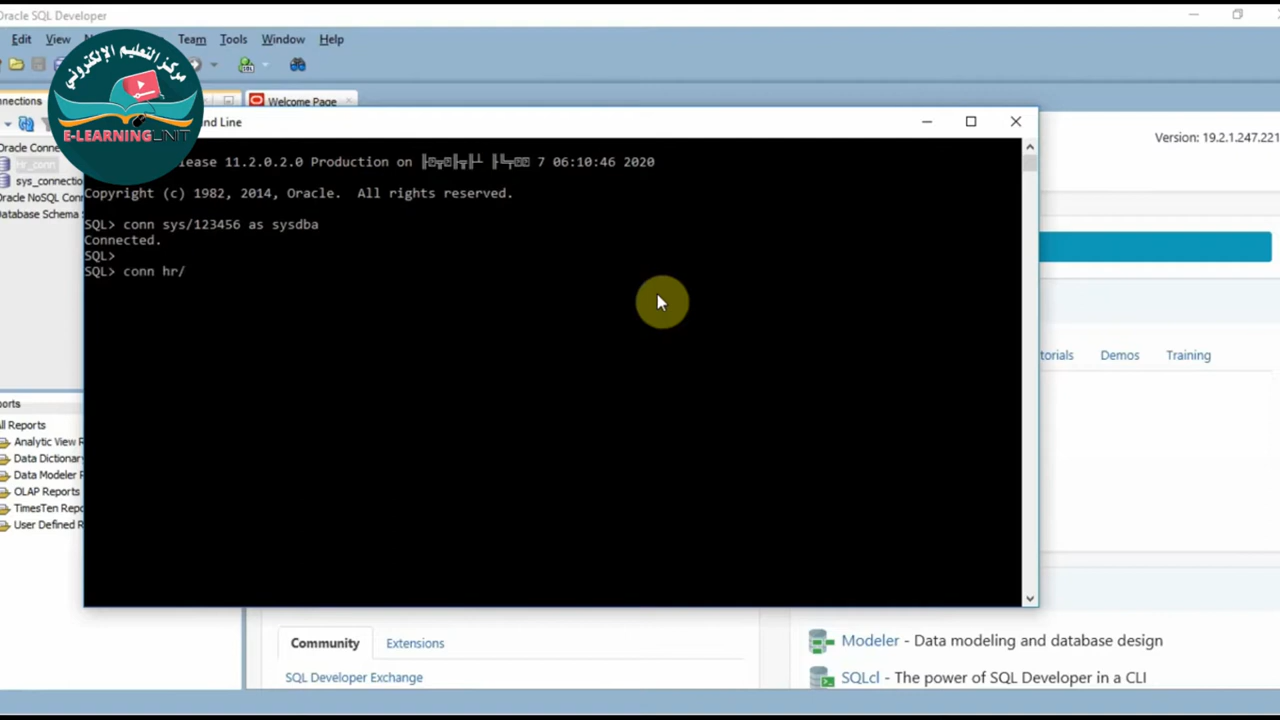 Oracle SQL Developer
Edit View Team Tools Window Help
مركز التعليم الإلكتروني
E-LEARNING UNIT
Welcome Page
nd Line
Version: 19.2.1.247.221
Oracle Conne
Hr_conn
sys_connectio
Oracle NoSQL Conn
Database Schema S
lease 11.2.0.2.0 Production on 7 06:10:46 2020
Copyright (c) 1982, 2014, Oracle. All rights reserved.
SQL> conn sys/123456 as sysdba
Connected.
SQL>
SQL> conn hr/
torials Demos Training
orts
All Reports
Analytic View R
Data Dictionar
Data Modeler R
OLAP Reports
TimesTen Repo
User Defined R
Community Extensions
SQL Developer Exchange
Modeler - Data modeling and database design
SQLcl - The power of SQL Developer in a CLI